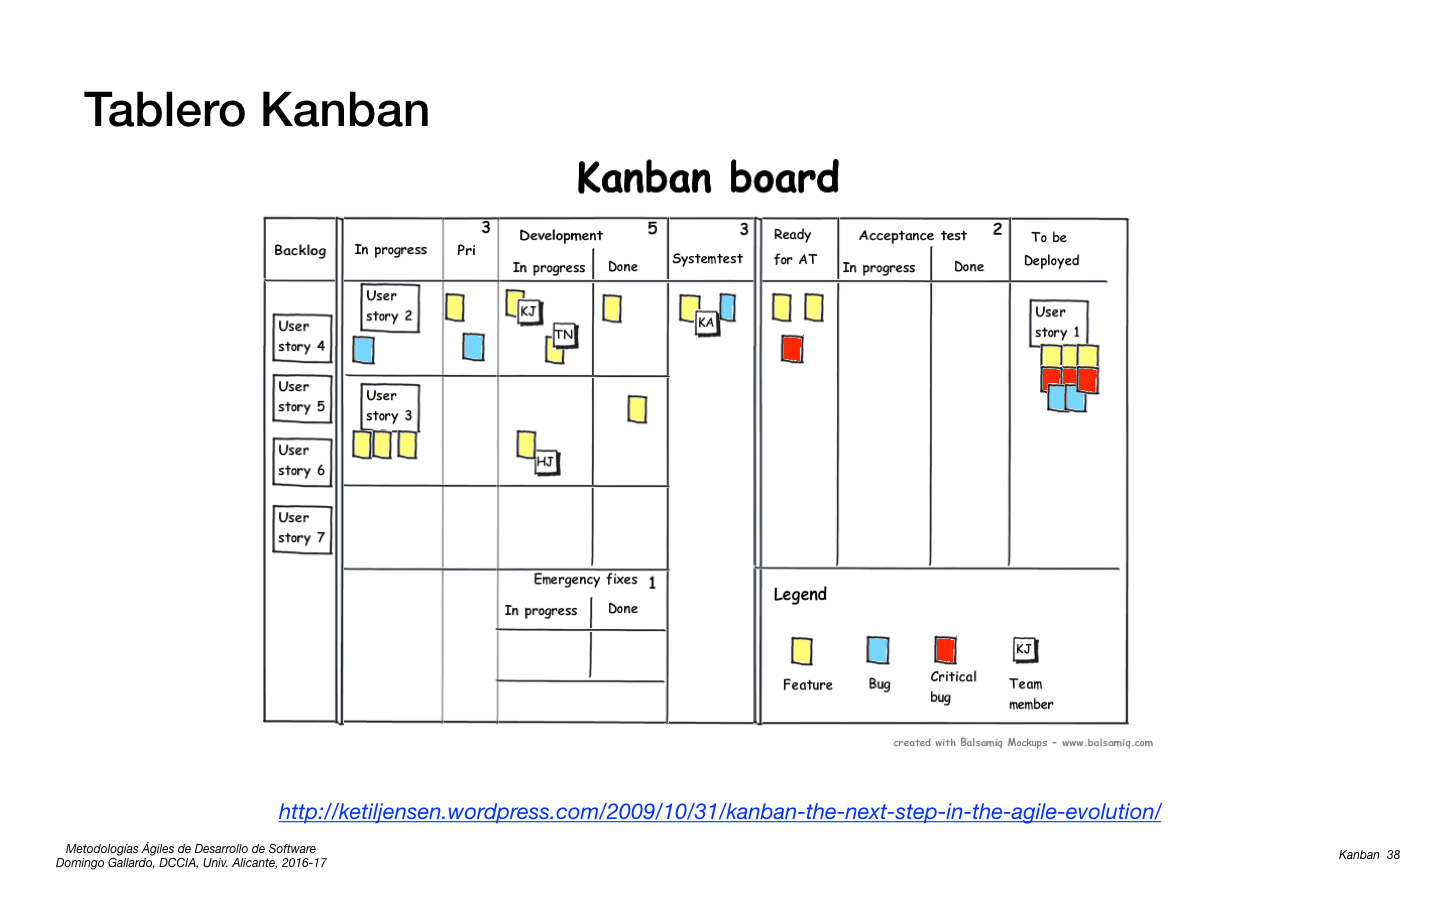 Tablero Kanban
Kanban board
Backlog
In progress
3
Pri
Development 5
In progress
Done
3
Systemtest
Ready
for AT
Acceptance test 2
In progress
Done
To be
Deployed
User
story 4
User
story 5
User
story 6
User
story 7
User
story 2
KJ
TN
KA
User
story 1
User
story 3
HJ
Emergency fixes 1
In progress
Done
Legend
Feature
Bug
Critical
bug
KJ
Team
member
created with Balsamiq Mockups - www.balsamiq.com
http://ketiljensen.wordpress.com/2009/10/31/kanban-the-next-step-in-the-agile-evolution/
Metodologías Ágiles de Desarrollo de Software
Domingo Gallardo, DCCIA, Univ. Alicante, 2016-17
Kanban 38